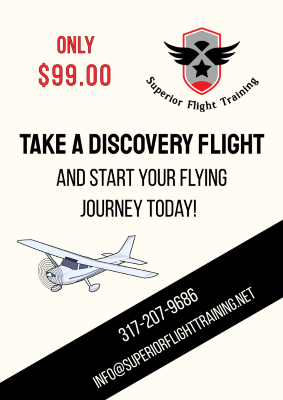 ONLY
$99.00
Superior Flight Training
TAKE A DISCOVERY FLIGHT
AND START YOUR FLYING
JOURNEY TODAY!
317-207-9686
INFO@SUPERIORFLIGHTTRAINING.NET